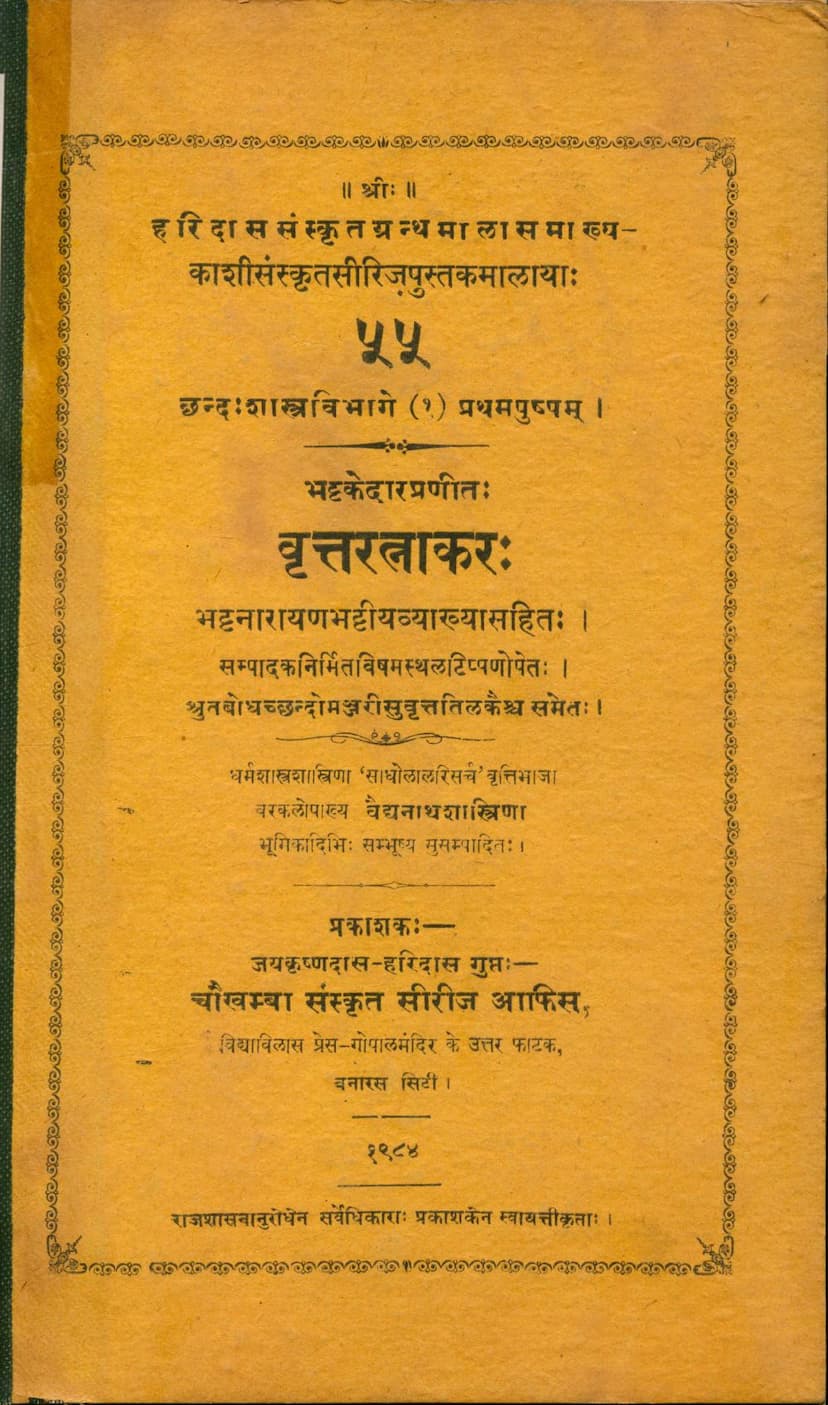 ॥ श्रीः ॥
हरिदाससंस्कृतग्रन्थमालासमाख्य–
काशीसंस्कृतसीरिज़पुस्तकमालायाः
५५
छन्दःशास्त्रविभागे (१) प्रथमपुष्पम् ।
भट्टकेदारप्रणीतः
वृत्तरत्नाकरः
भट्टनारायणभट्टीयव्याख्यासहितः ।
सम्पादकनिर्मितविषमस्थलटिप्पणोपेतः ।
श्रुतबोधच्छन्दोमञ्जरीसुवृत्ततिलकैश्च समेतः ।
धर्मशास्त्रशास्त्रिणा ‘साधोलालरिसर्च’ वृत्तिभाजा
वरकलोपाख्य वैद्यनाथशास्त्रिणा
भूमिकादिभिः सम्भूष्य सुसम्पादितः ।
प्रकाशकः—
जयकृष्णदास–हरिदास गुप्तः—
चौखम्बा संस्कृत सीरीज आफिस,
विद्याविलास प्रेस–गोपालमंदिर के उत्तर फाटक,
बनारस सिटी ।
१९८४
राजशासनानुरोधेन सर्वेधिकाराः प्रकाशकेन स्वायत्तीकृताः ।